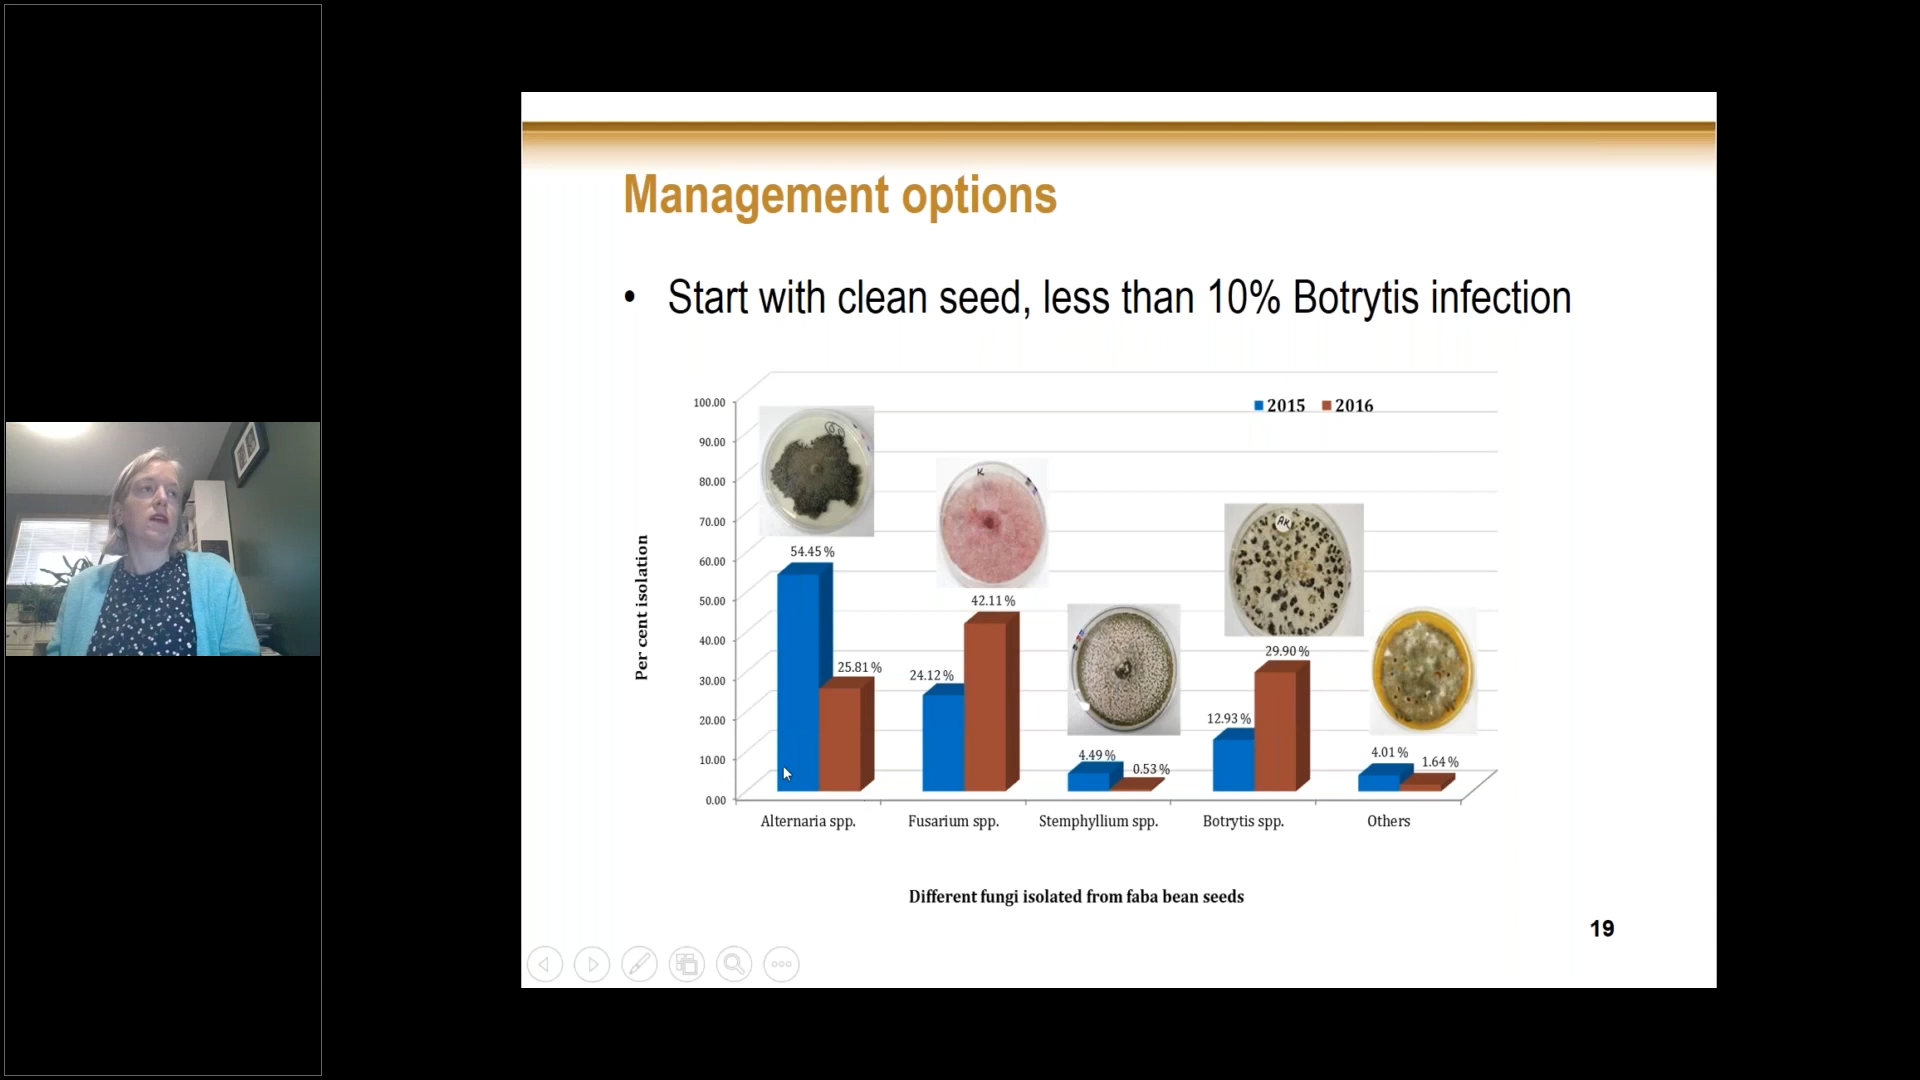 Management options
• Start with clean seed, less than 10% Botrytis infection
2015 2016
100.00
90.00
80.00
70.00
60.00
50.00
40.00
30.00
20.00
10.00
0.00
Per cent isolation
54.45 %
25.81 %
24.12 %
42.11 %
4.49 %
0.53 %
12.93 %
29.90 %
4.01 %
1.64 %
K
AK
Alternaria spp.
Fusarium spp.
Stemphyllium spp.
Botrytis spp.
Others
Different fungi isolated from faba bean seeds
19